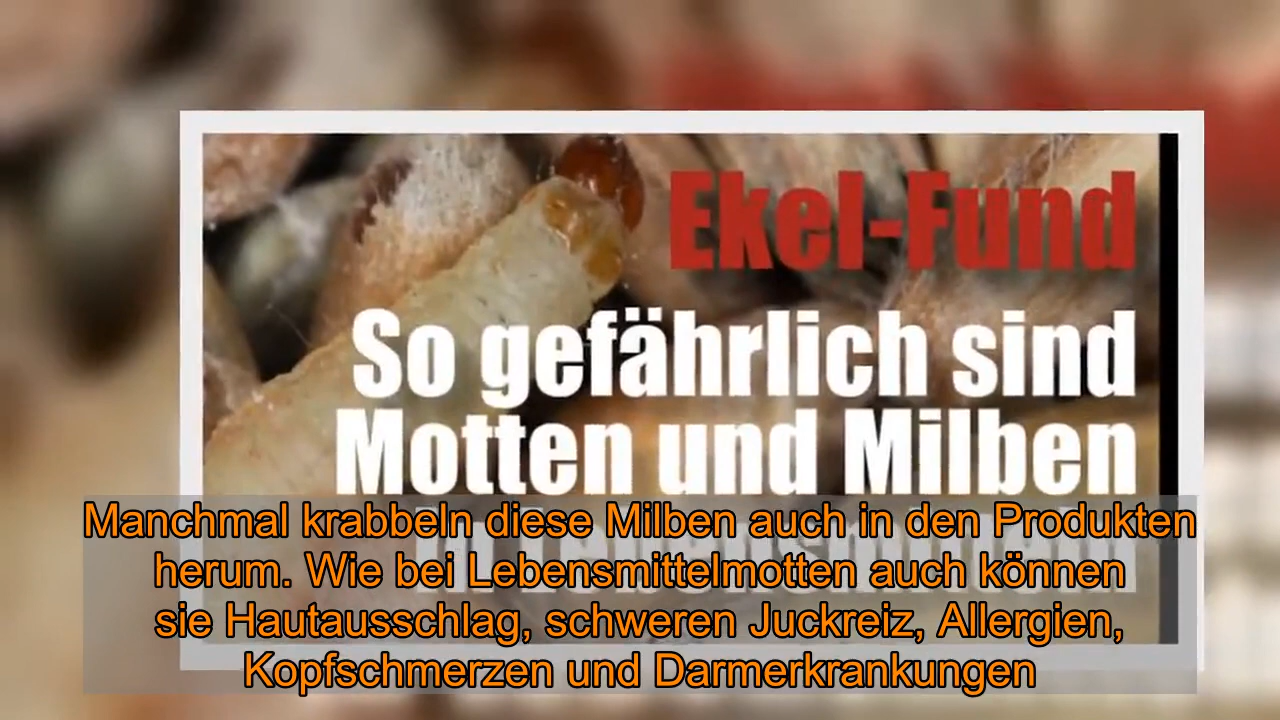 Ekel-Fund
So gefährlich sind
Motten und Milben
Manchmal krabbeln diese Milben auch in den Produkten
herum. Wie bei Lebensmittelmotten auch können
sie Hautausschlag, schweren Juckreiz, Allergien,
Kopfschmerzen und Darmerkrankungen